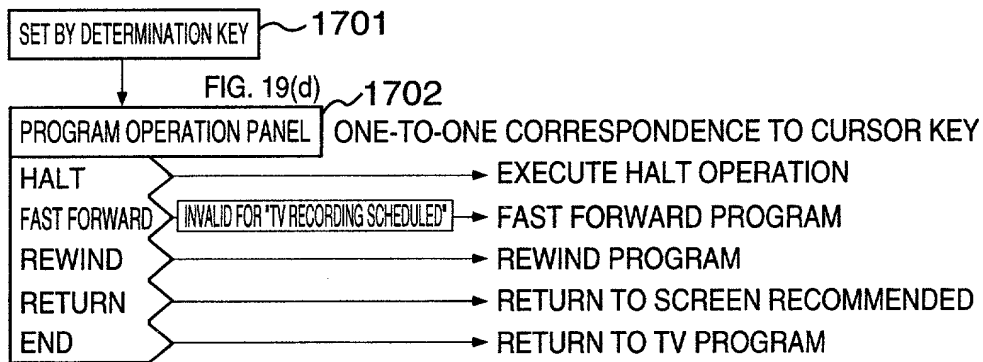 SET BY DETERMINATION KEY 1701
FIG. 19(d) 1702
PROGRAM OPERATION PANEL ONE-TO-ONE CORRESPONDENCE TO CURSOR KEY
HALT EXECUTE HALT OPERATION
FAST FORWARD INVALID FOR "TV RECORDING SCHEDULED" FAST FORWARD PROGRAM
REWIND REWIND PROGRAM
RETURN RETURN TO SCREEN RECOMMENDED
END RETURN TO TV PROGRAM